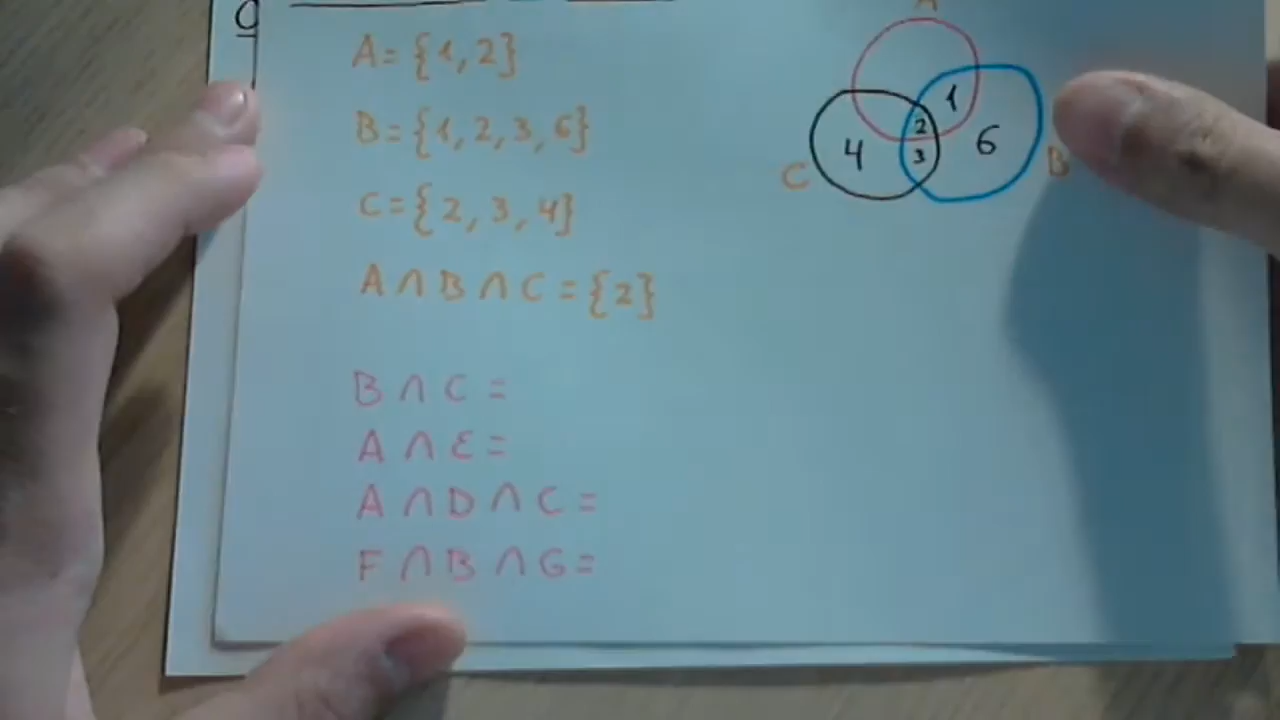 A = {1, 2}
B = {1, 2, 3, 6}
C = {2, 3, 4}
A ∩ B ∩ C = {2}
B ∩ C =
A ∩ E =
A ∩ D ∩ C =
F ∩ B ∩ G =
A
1
2
4
3
6
C
B